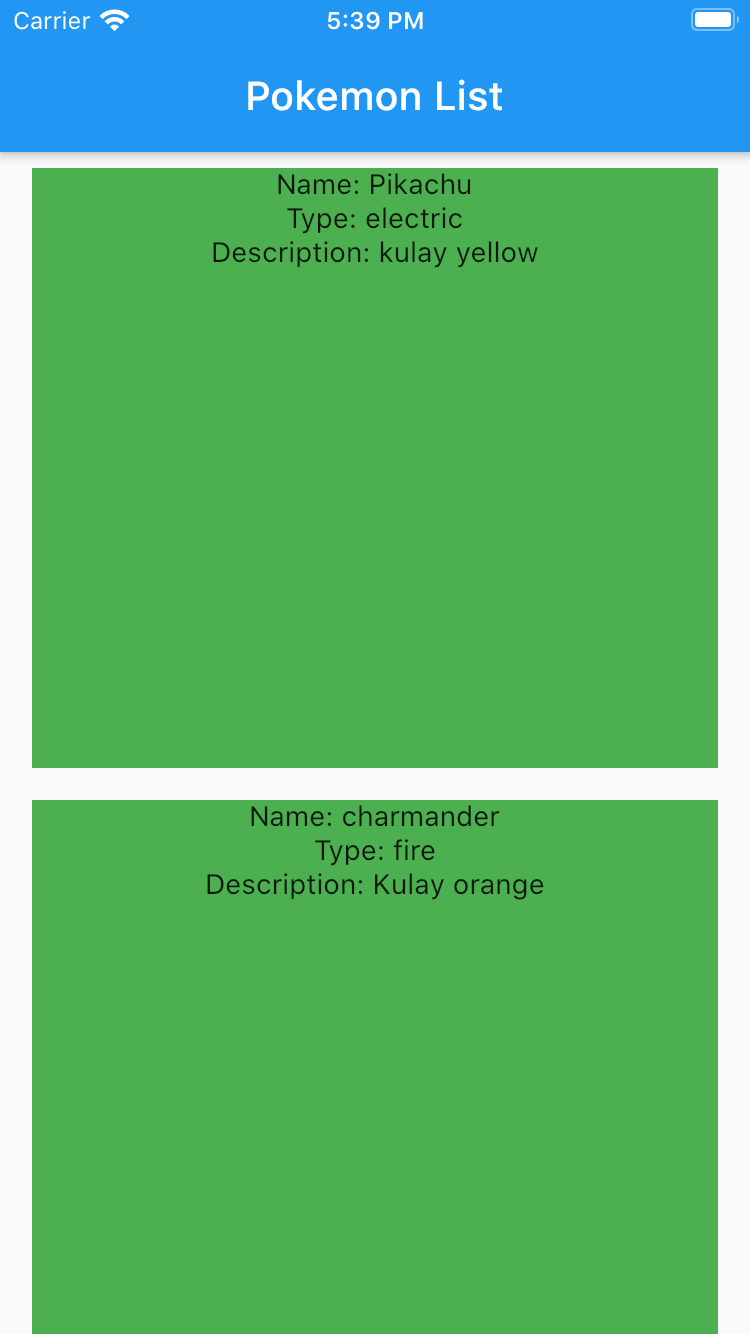 Carrier
5:39 PM
Pokemon List
Name: Pikachu
Type: electric
Description: kulay yellow
Name: charmander
Type: fire
Description: Kulay orange